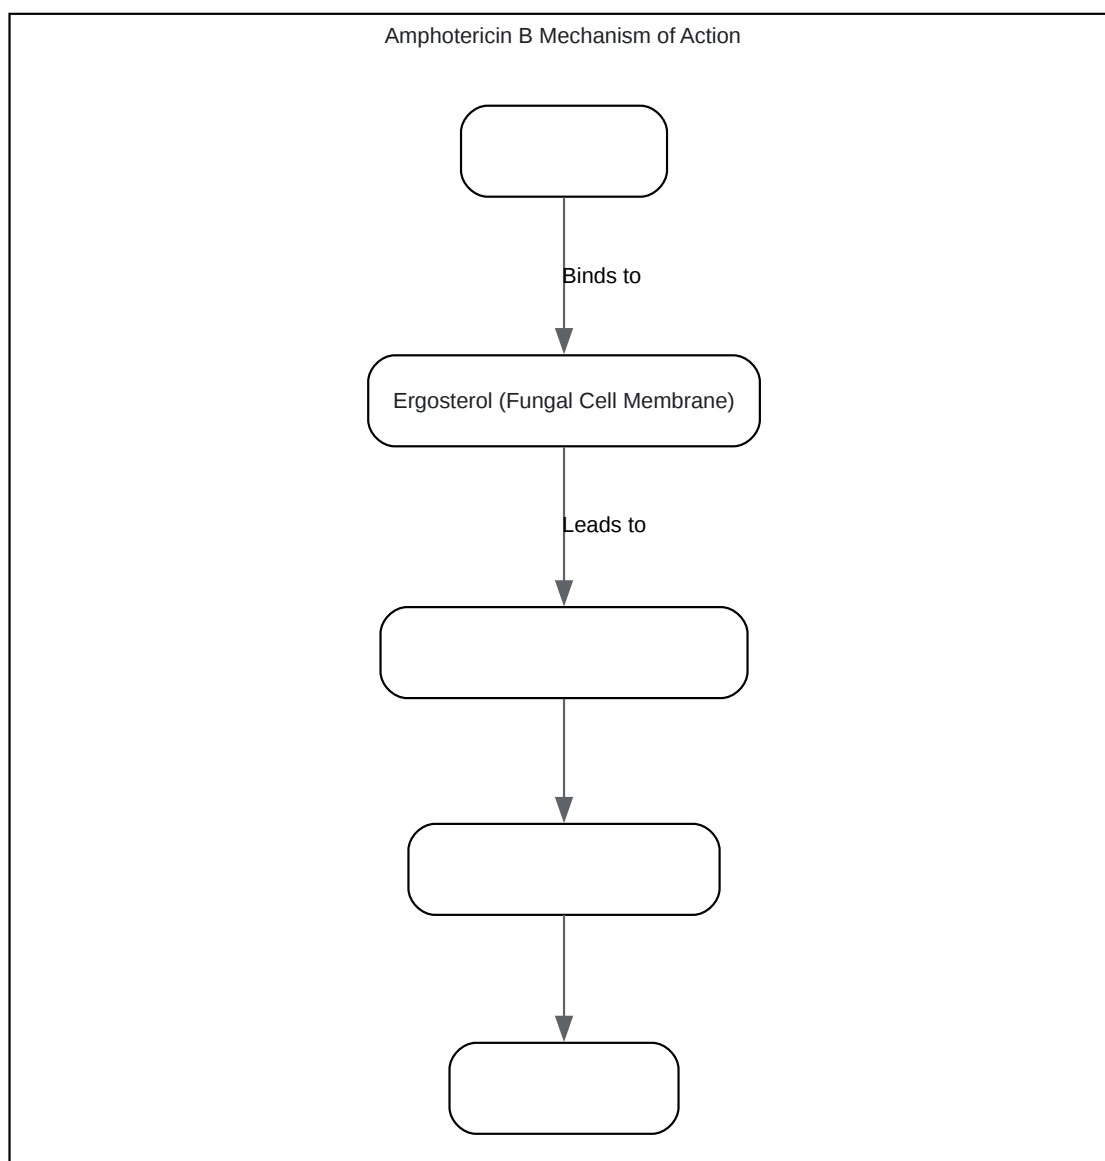 Amphotericin B Mechanism of Action
Binds to
Ergosterol (Fungal Cell Membrane)
Leads to